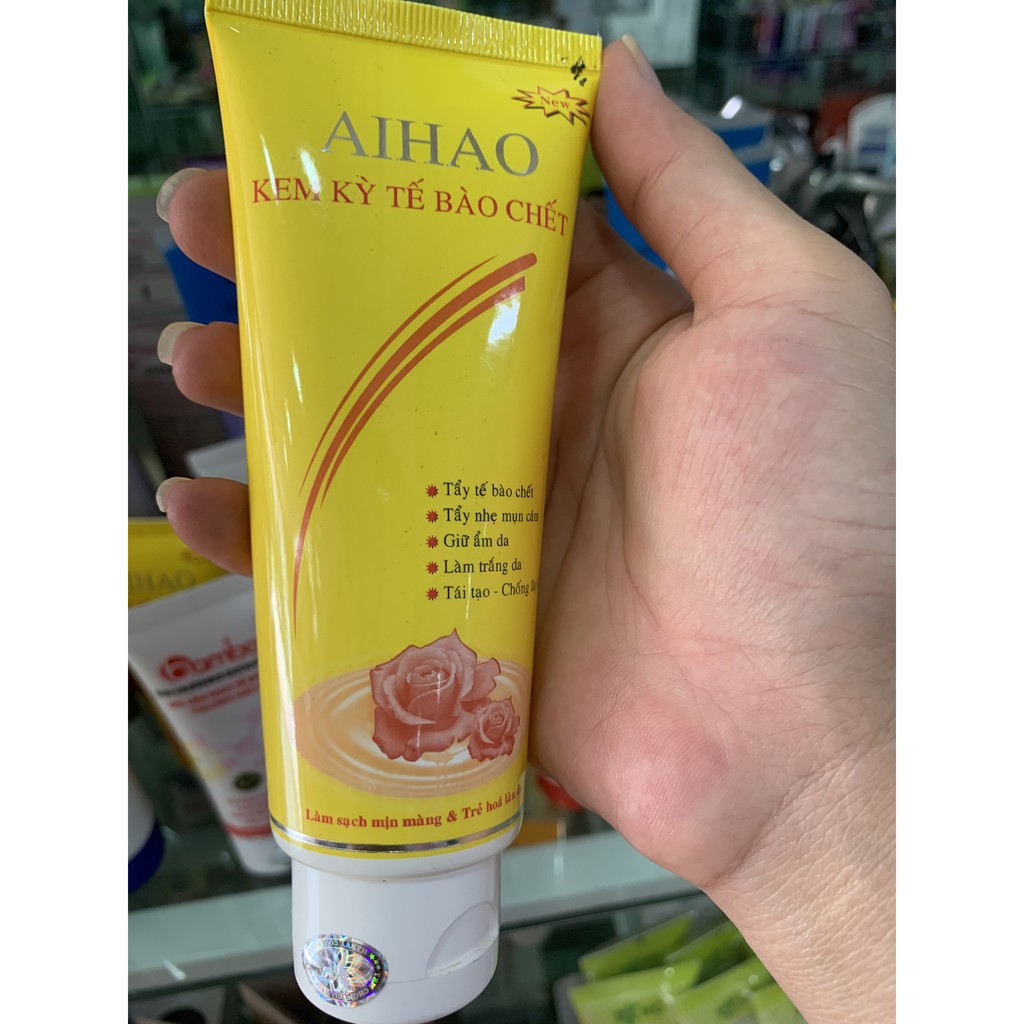 New
AIHAO
KEM KỲ TẾ BÀO CHẾT
Tẩy tế bào chết
Tẩy nhẹ mụn cám
Giữ ẩm da
Làm trắng da
Tái tạo - Chống
Làm sạch mịn màng & Trẻ hoá làn